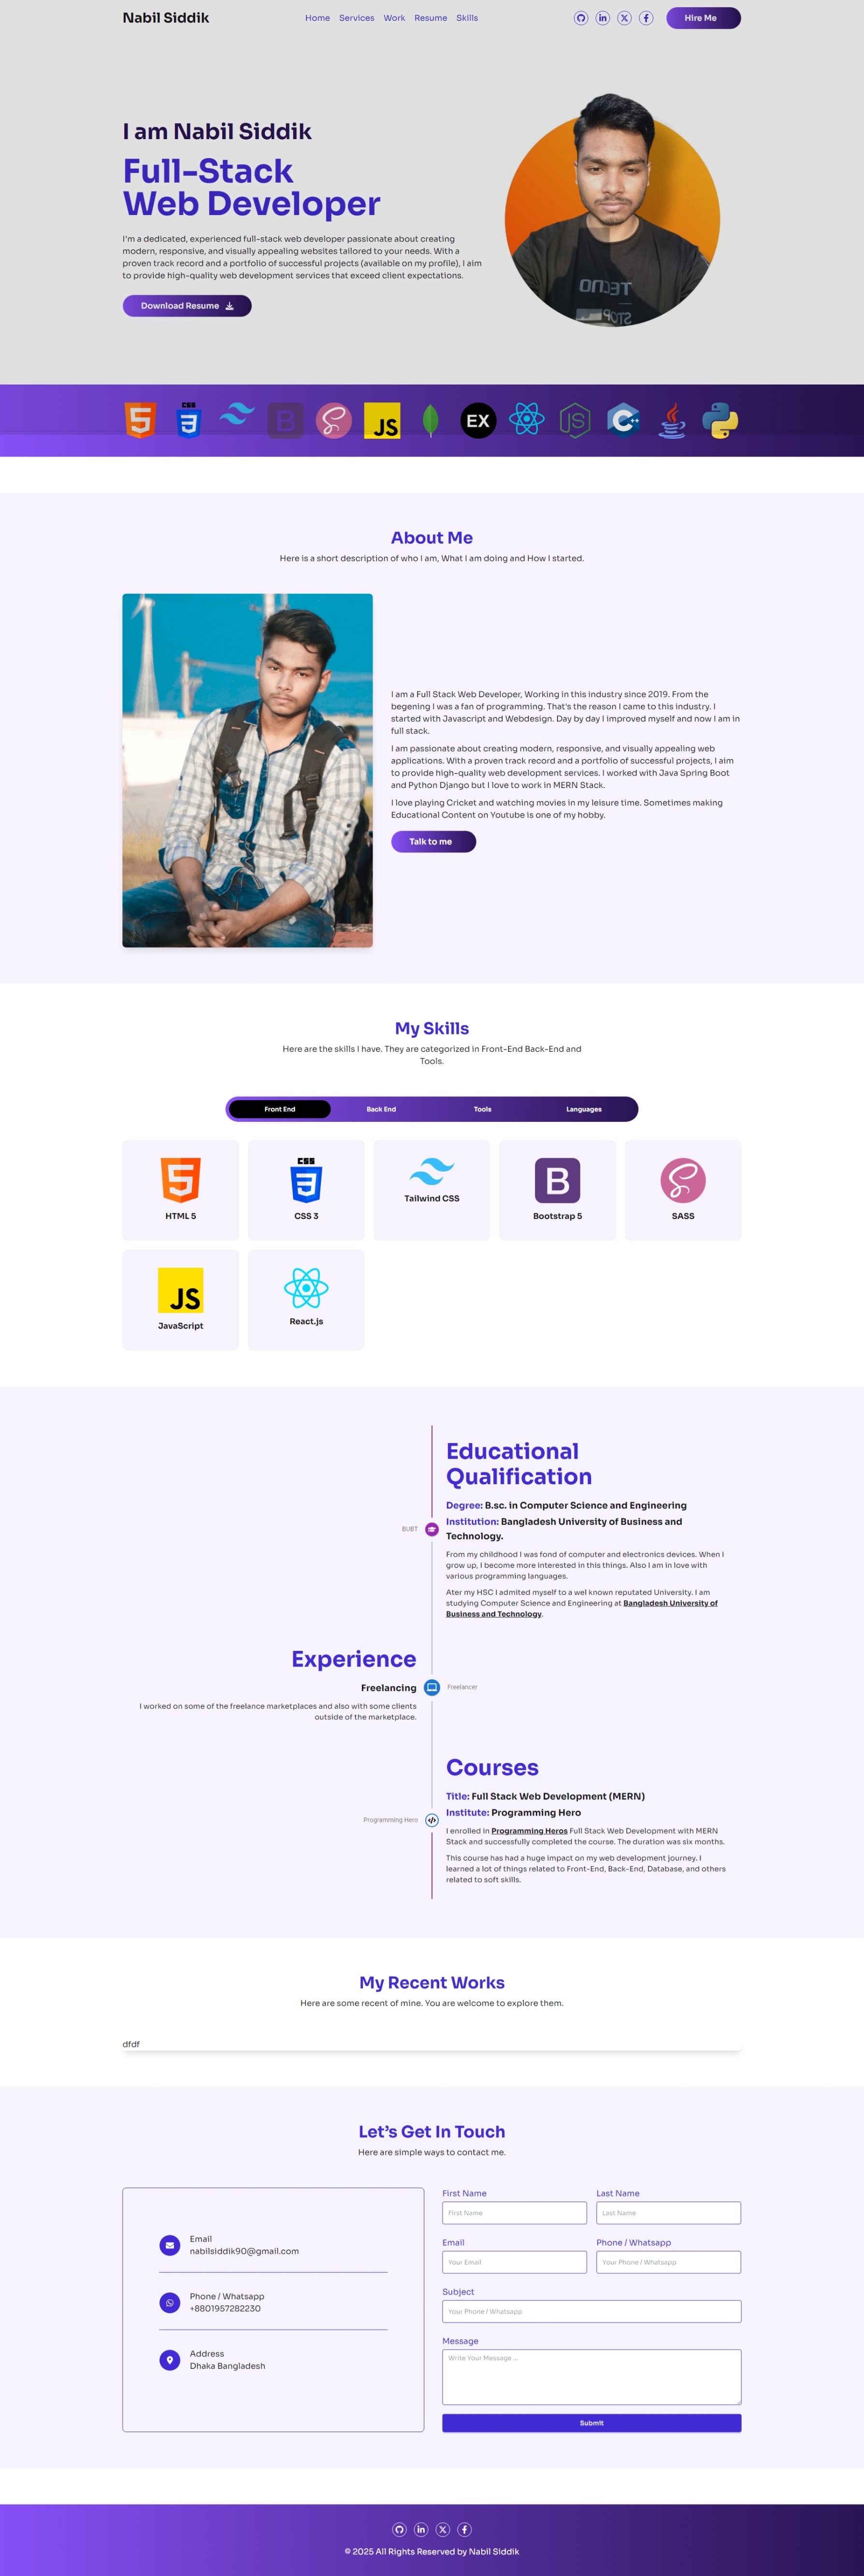 Nabil Siddik
Home Services Work Resume Skills
Hire Me
I am Nabil Siddik
Full-Stack
Web Developer
I'm a dedicated, experienced full-stack web developer passionate about creating
modern, responsive, and visually appealing websites tailored to your needs. With a
proven track record and a portfolio of successful projects (available on my profile), I aim
to provide high-quality web development services that exceed client expectations.
Download Resume
5 CSS 3 B JS EX JS C++
About Me
Here is a short description of who I am, What I am doing and How I started.
I am a Full Stack Web Developer, Working in this industry since 2019. From the
begening I was a fan of programming. That's the reason I came to this industry. I
started with Javascript and Webdesign. Day by day I improved myself and now I am in
full stack.
I am passionate about creating modern, responsive, and visually appealing web
applications. With a proven track record and a portfolio of successful projects, I aim
to provide high-quality web development services. I worked with Java Spring Boot
and Python Django but I love to work in MERN Stack.
I love playing Cricket and watching movies in my leisure time. Sometimes making
Educational Content on Youtube is one of my hobby.
Talk to me
My Skills
Here are the skills I have. They are categorized in Front-End Back-End and
Tools.
Front End Back End Tools Languages
5 CSS 3 B
HTML 5 CSS 3 Tailwind CSS Bootstrap 5 SASS
JS
JavaScript React.js
Educational
Qualification
Degree: B.sc. in Computer Science and Engineering
Institution: Bangladesh University of Business and
Technology.
BUBT
From my childhood I was fond of computer and electronics devices. When I
grow up, I become more interested in this things. Also I am in love with
various programming languages.
Ater my HSC I admited myself to a wel known reputated University. I am
studying Computer Science and Engineering at Bangladesh University of
Business and Technology.
Experience
Freelancing
Freelancer
I worked on some of the freelance marketplaces and also with some clients
outside of the marketplace.
Courses
Title: Full Stack Web Development (MERN)
Institute: Programming Hero
Programming Hero
I enrolled in Programming Heros Full Stack Web Development with MERN
Stack and successfully completed the course. The duration was six months.
This course has had a huge impact on my web development journey. I
learned a lot of things related to Front-End, Back-End, Database, and others
related to soft skills.
My Recent Works
Here are some recent of mine. You are welcome to explore them.
dfdf
Let's Get In Touch
Here are simple ways to contact me.
Email
nabilsiddik90@gmail.com
Phone / Whatsapp
+8801957282230
Address
Dhaka Bangladesh
First Name Last Name
First Name Last Name
Email Phone / Whatsapp
Your Email Your Phone / Whatsapp
Subject
Your Phone / Whatsapp
Message
Write Your Message ...
Submit
© 2025 All Rights Reserved by Nabil Siddik